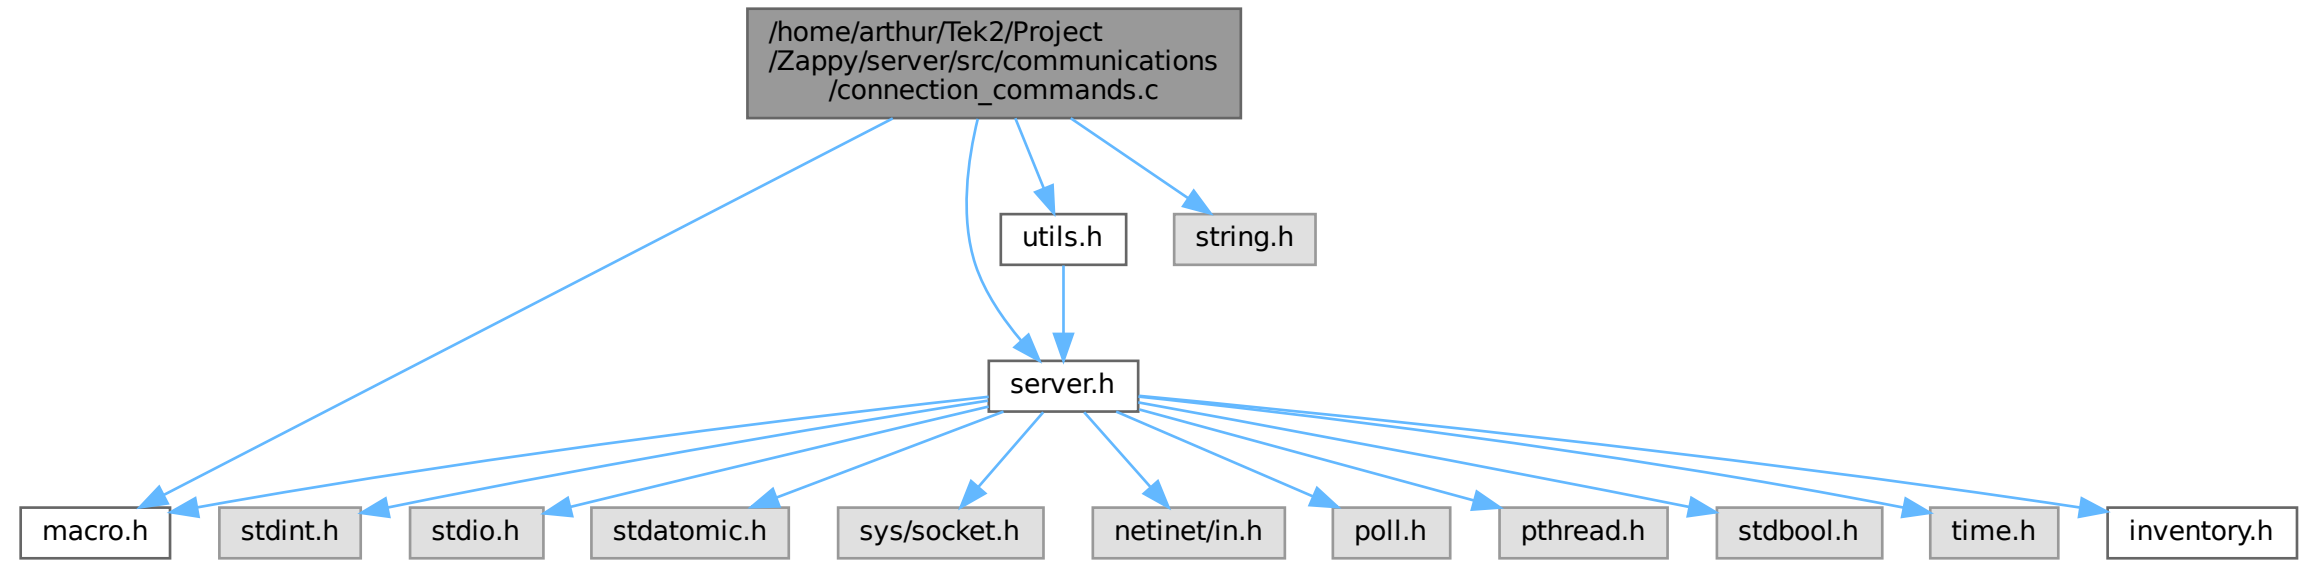 /home/arthur/Tek2/Project
/Zappy/server/src/communications
/connection_commands.c
utils.h
string.h
server.h
macro.h
stdint.h
stdio.h
stdatomic.h
sys/socket.h
netinet/in.h
poll.h
pthread.h
stdbool.h
time.h
inventory.h